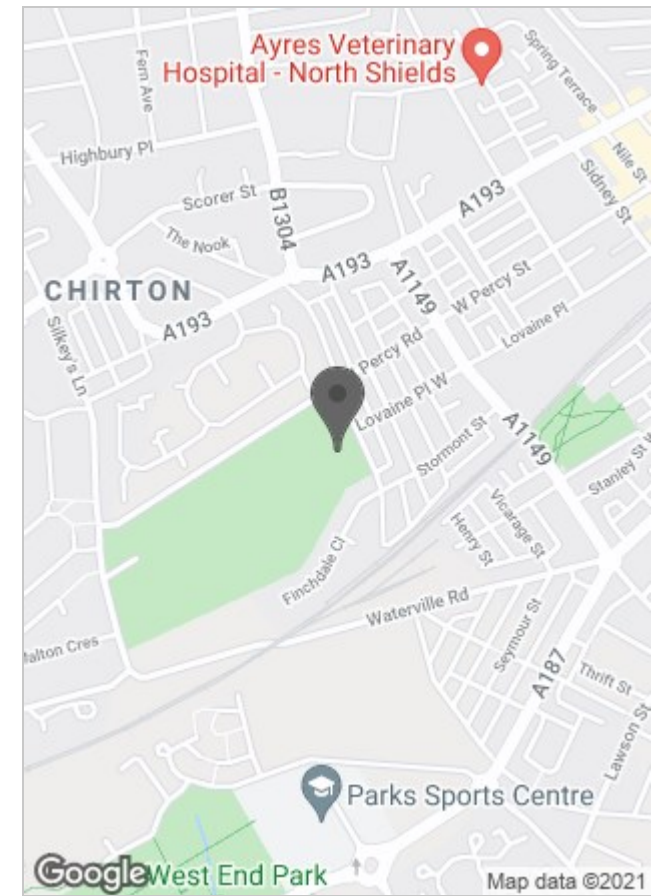 Ayres Veterinary
Hospital - North Shields
Fern Ave
Spring Terrace
Highbury Pl
Nile St
Sidney St
Scorer St
B1304
A193
The Nook
A193
A1149
CHIRTON
W Percy St
A193
Lovaine Pl
Silkey's Ln
Percy Rd
Lovaine Pl W
A1149
Stormont St
Stanley St W
Vicarage St
Henry St
Finchdale Cl
Waterville Rd
alton Cres
Seymour St
A187
Thrift St
Lawson St
Parks Sports Centre
Google
West End Park
Map data ©2021